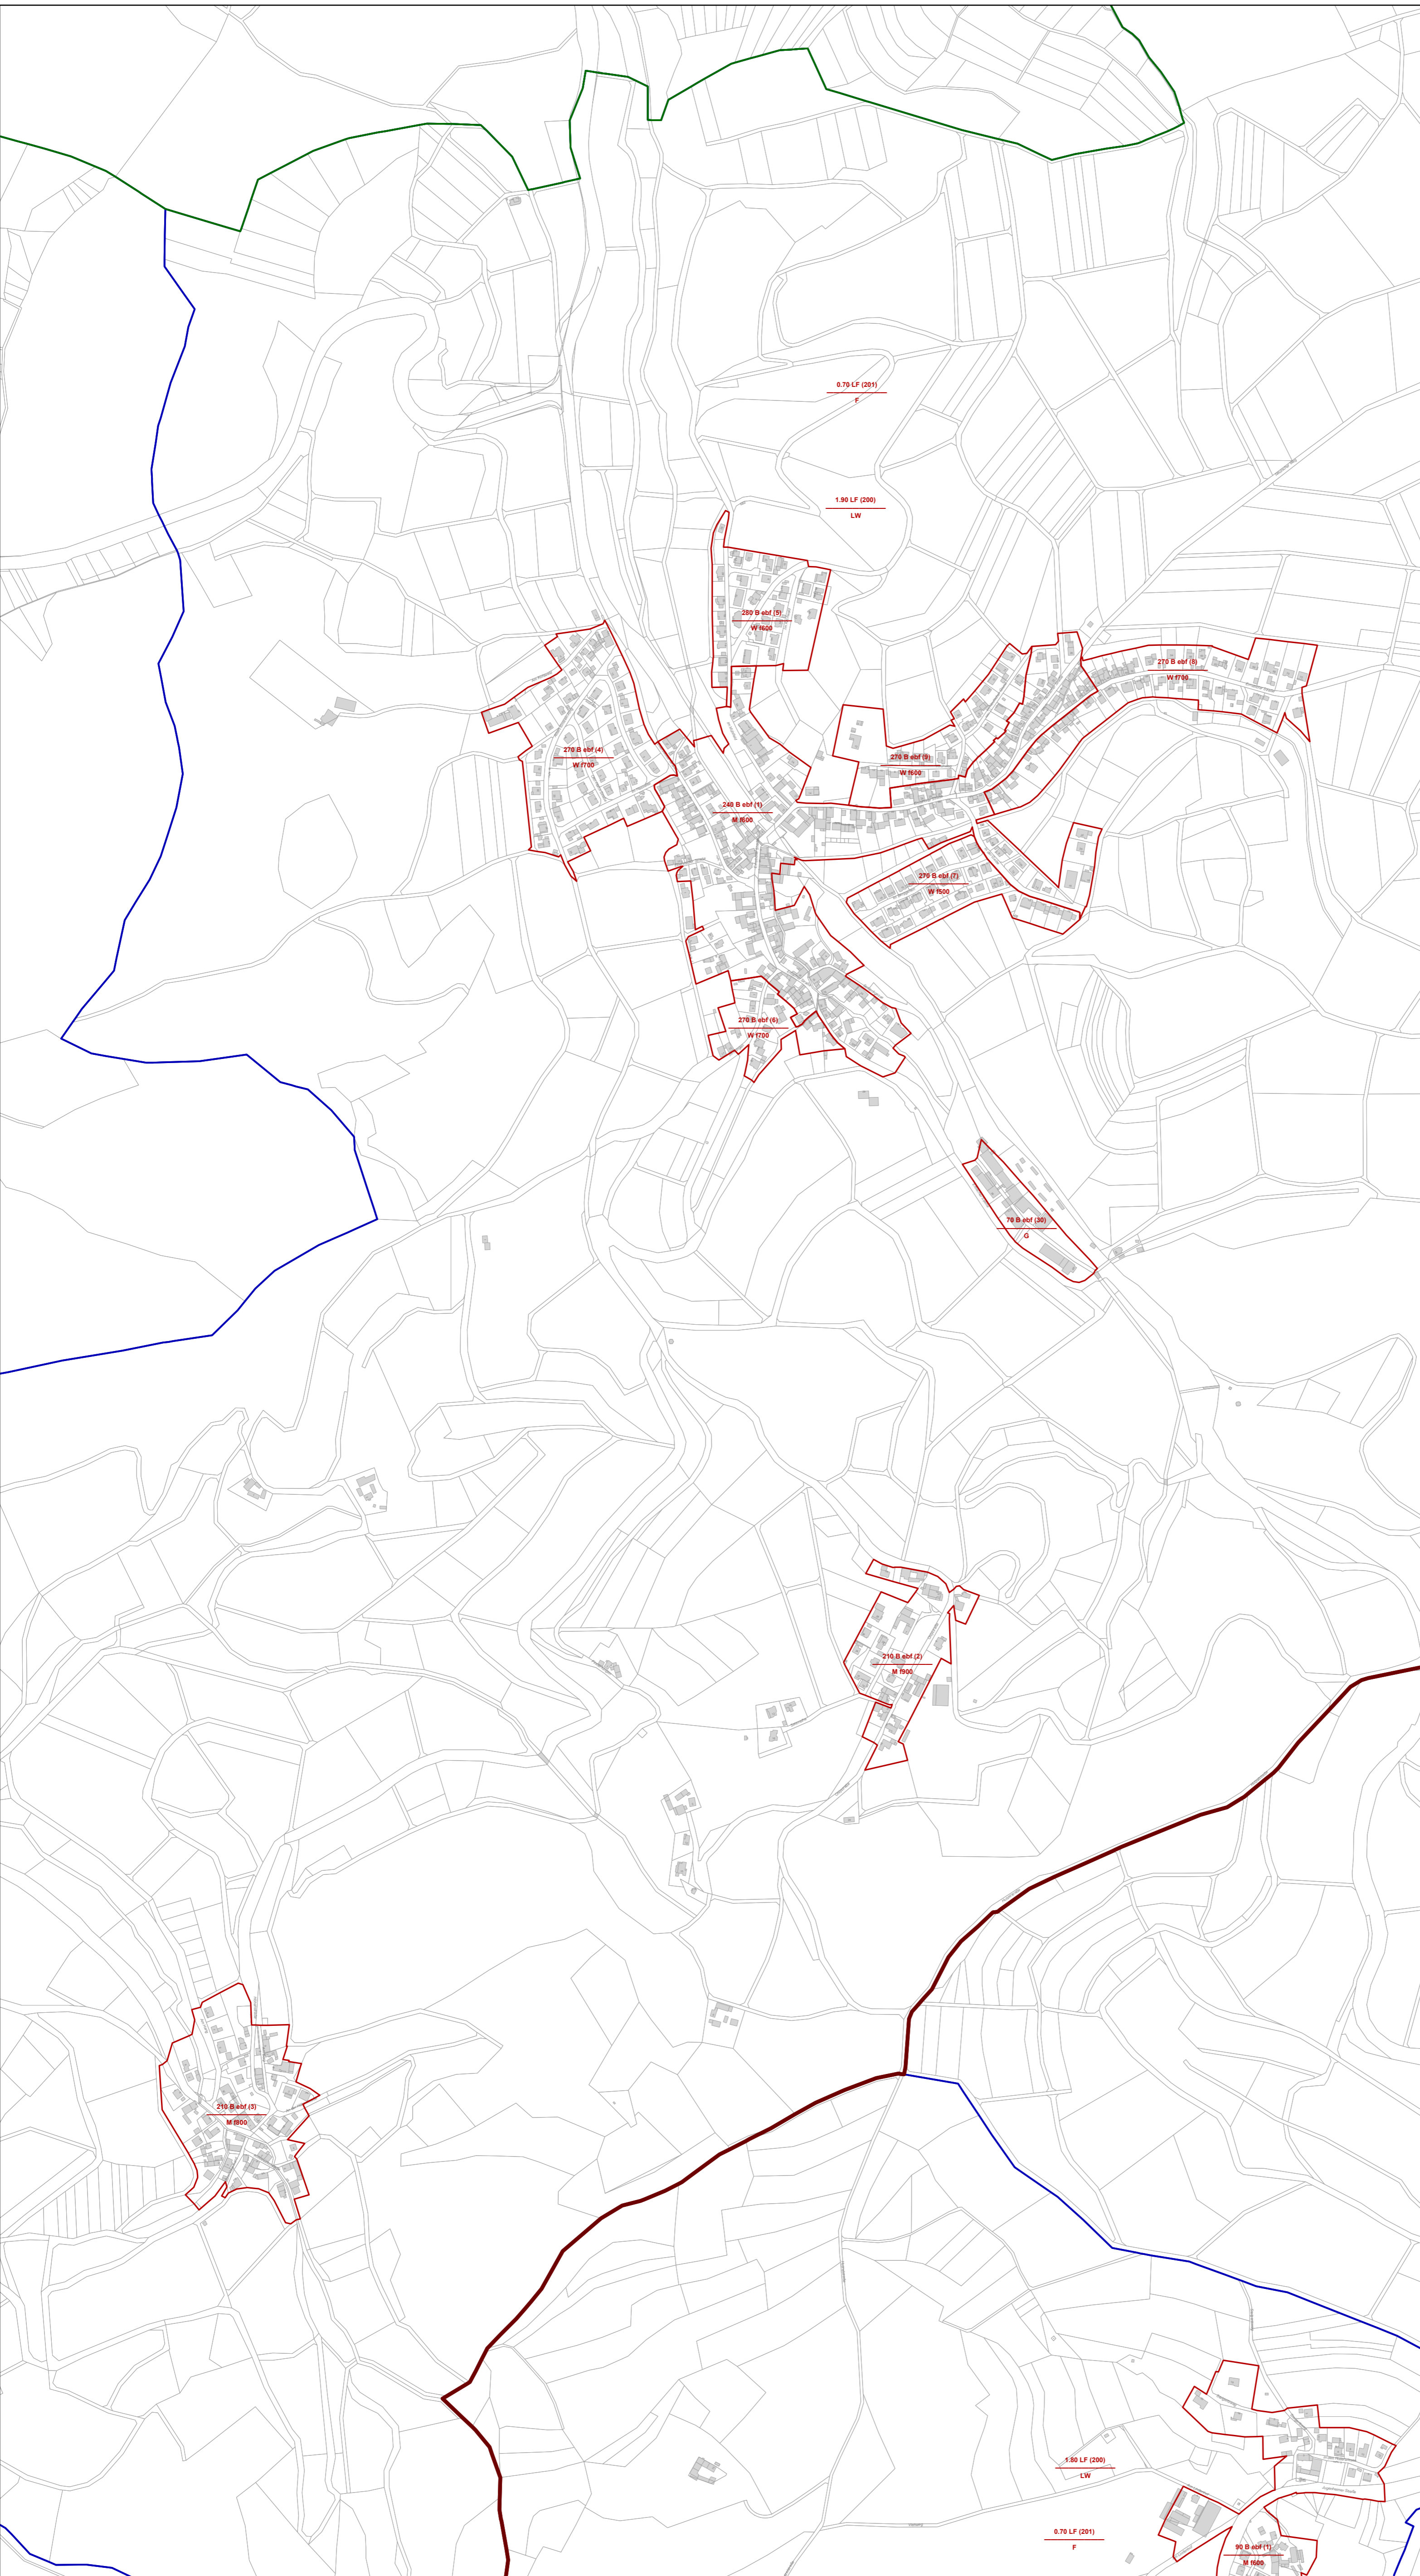 0.70 LF (201)
F
1.90 LF (200)
LW
280 B ebf (5)
W f600
270 B ebf (8)
W f700
270 B ebf (4)
W f700
270 B ebf (9)
W f600
240 B ebf (1)
M f600
270 B ebf (7)
W f500
270 B ebf (6)
W f700
70 B ebf (30)
G
210 B ebf (2)
M f900
210 B ebf (3)
M f800
1.80 LF (200)
LW
0.70 LF (201)
F
90 B ebf (1)
M f600